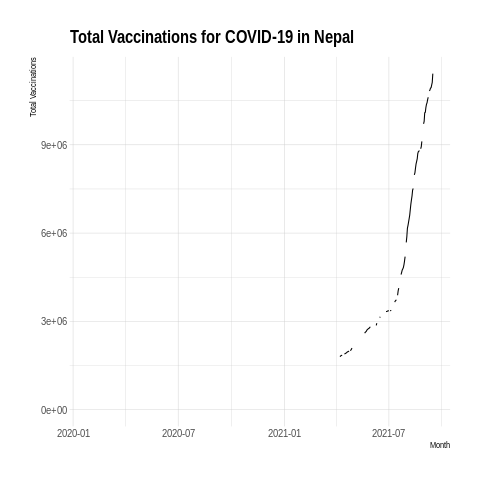 Total Vaccinations for COVID-19 in Nepal
Total Vaccinations
9e+06
6e+06
3e+06
0e+00
2020-01 2020-07 2021-01 2021-07
Month